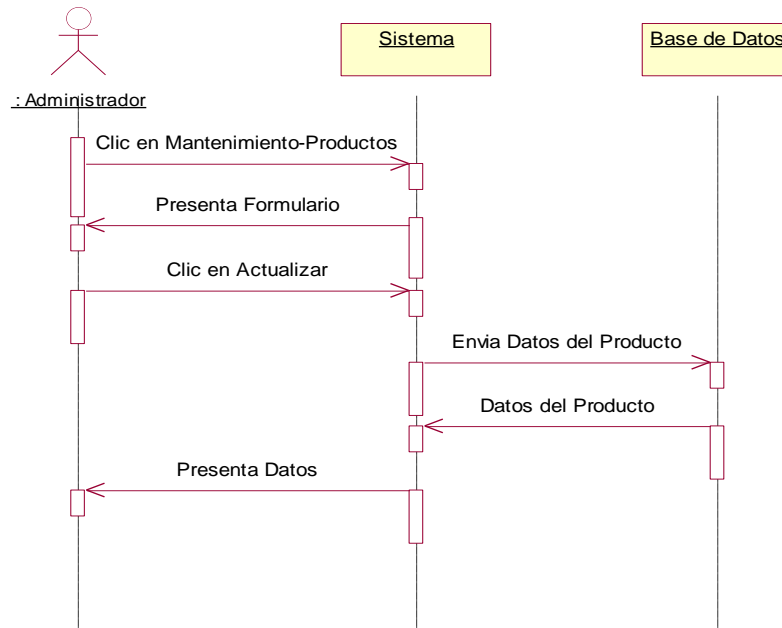 Sistema
Base de Datos
: Administrador
Clic en Mantenimiento-Productos
Presenta Formulario
Clic en Actualizar
Envia Datos del Producto
Datos del Producto
Presenta Datos